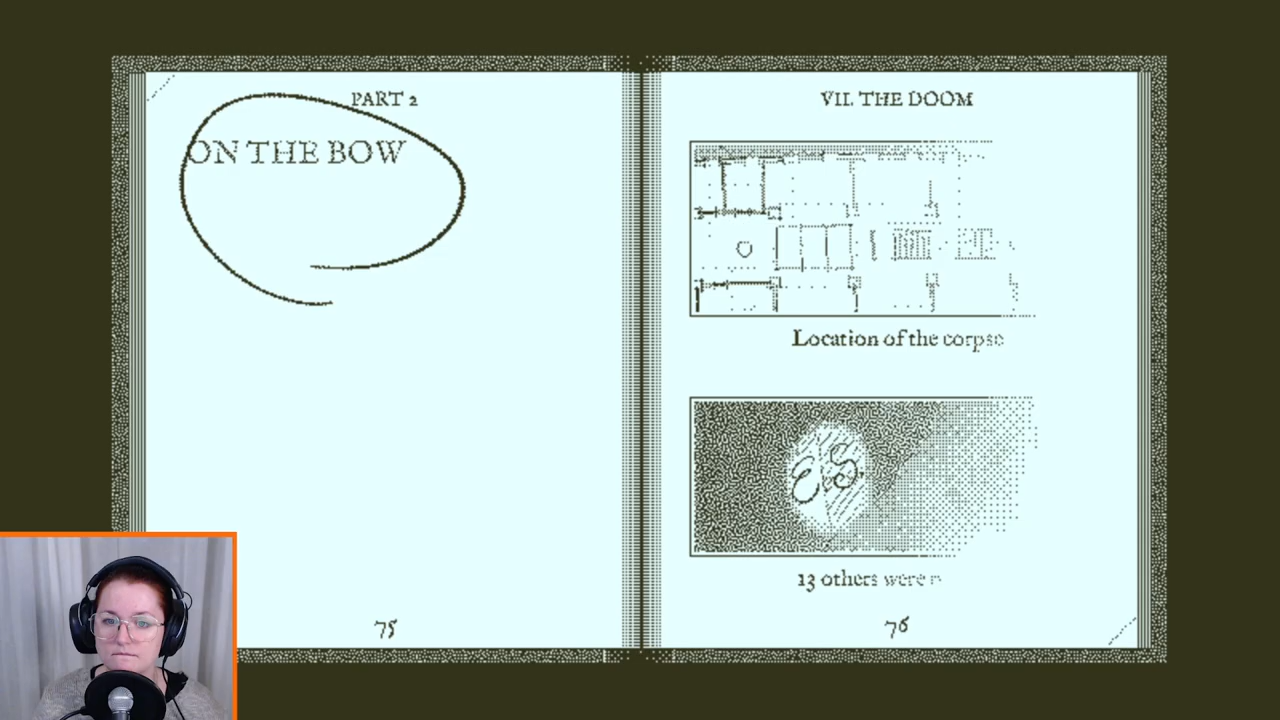 PART 2
ON THE BOW
75
VII. THE DOOM
Location of the corpse
E S.
13 others were
76